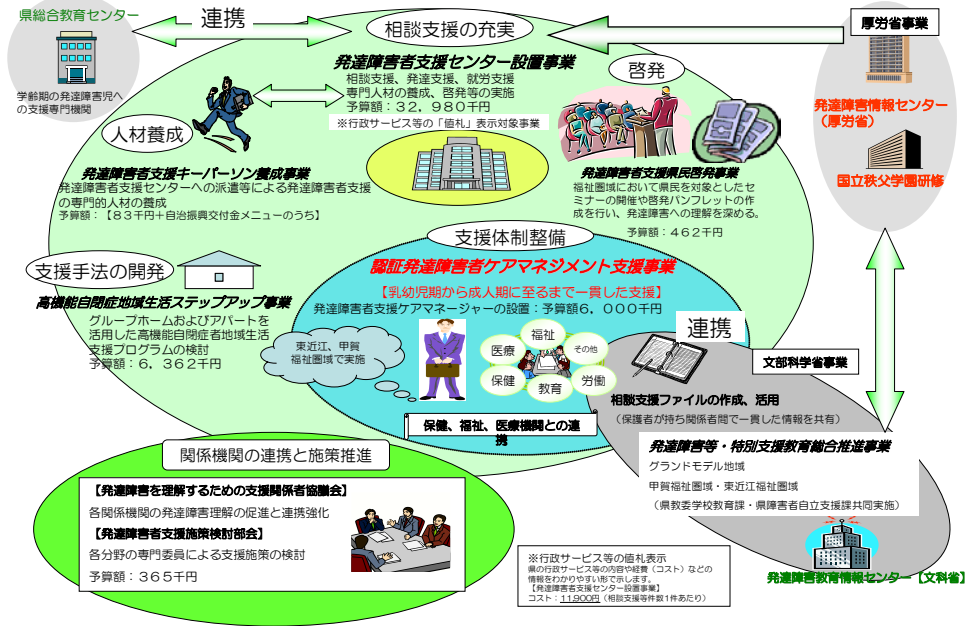 県総合教育センター
学齢期の発達障害児へ
の支援専門機関
連携
相談支援の充実
発達障害者支援センター設置事業
相談支援、発達支援、就労支援
専門人材の養成、啓発等の実施
予算額:32,980千円
※行政サービス等の「値札」表示対象事業
厚労省事業
発達障害情報センター
(厚労省)
国立秩父学園研修
啓発
発達障害者支援県民啓発事業
福祉圏域において県民を対象としたセ
ミナーの開催や啓発パンフレットの作
成を行い、発達障害への理解を深める。
予算額:462千円
人材養成
発達障害者支援キーパーソン養成事業
発達障害者支援センターへの派遣等による発達障害者支援
の専門的人材の養成
予算額:【83千円+自治振興交付金メニューのうち】
支援手法の開発
高機能自閉症地域生活ステップアップ事業
グループホームおよびアパートを
活用した高機能自閉症者地域生活
支援プログラムの検討
予算額:6,362千円
支援体制整備
認証発達障害者ケアマネジメント支援事業
【乳幼児期から成人期に至るまで一貫した支援】
発達障害者支援ケアマネージャーの設置:予算額6,000千円
東近江、甲賀
福祉圏域で実施
福祉
医療
その他
保健
教育
労働
保健、福祉、医療機関との連
携
連携
文部科学省事業
相談支援ファイルの作成、活用
(保護者が持ち関係者間で一貫した情報を共有)
発達障害等・特別支援教育総合推進事業
グランドモデル地域
甲賀福祉圏域・東近江福祉圏域
(県教委学校教育課・県障害者自立支援課共同実施)
発達障害教育情報センター【文科省】
関係機関の連携と施策推進
【発達障害を理解するための支援関係者協議会】
各関係機関の発達障害理解の促進と連携強化
【発達障害者支援施策検討部会】
各分野の専門委員による支援施策の検討
予算額:365千円
※行政サービス等の値札表示
県の行政サービス等の内容や経費(コスト)などの
情報をわかりやすい形で示します。
【発達障害者支援センター設置事業】
コスト:11,900円(相談支援等件数1件あたり)